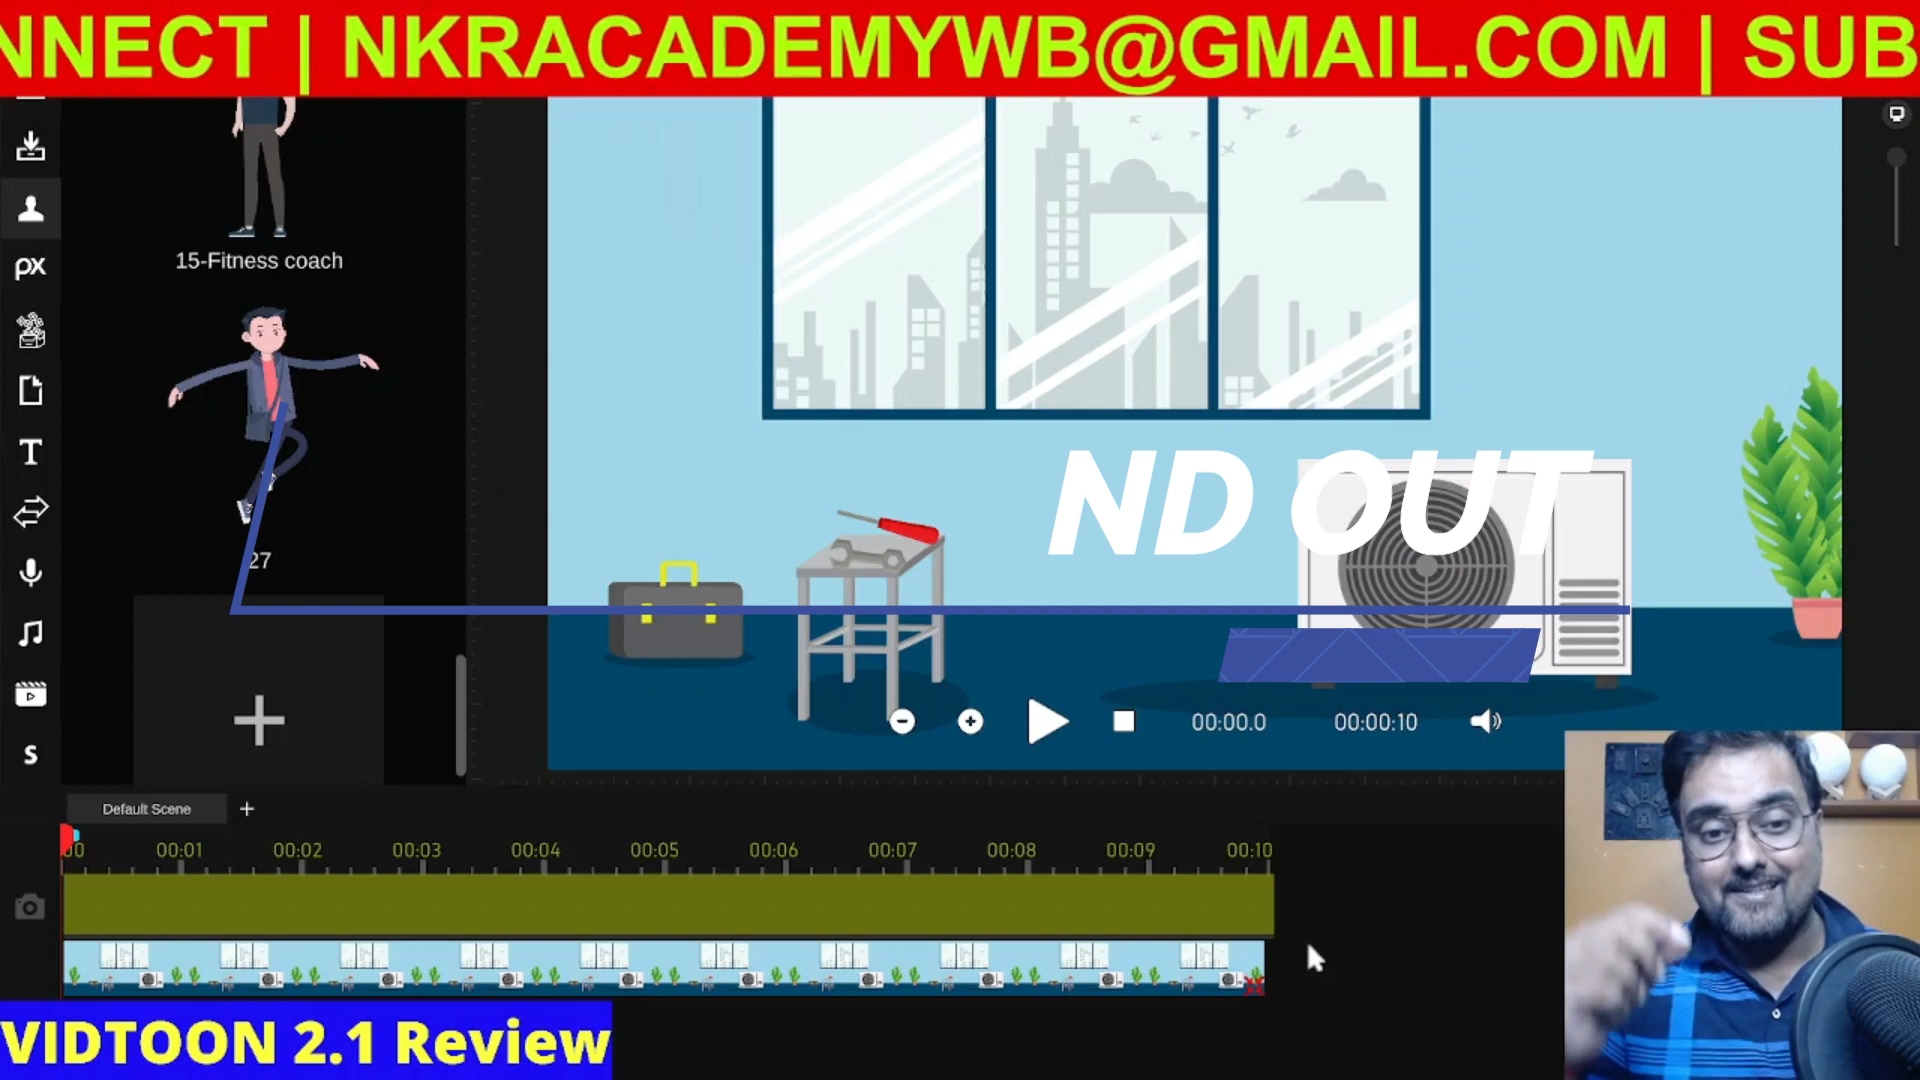 NNECT | NKRACADEMYWB@GMAIL.COM | SUB
15-Fitness coach
27
px
T
S
ND OUT
00:00.0 00:00:10
Default Scene +
00 00:01 00:02 00:03 00:04 00:05 00:06 00:07 00:08 00:09 00:10
VIDTOON 2.1 Review